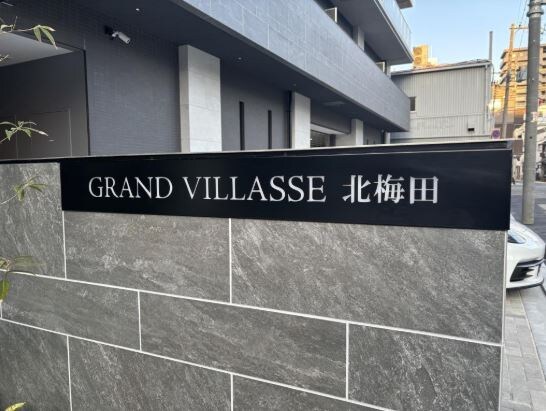 GRAND VILLASSE 北梅田